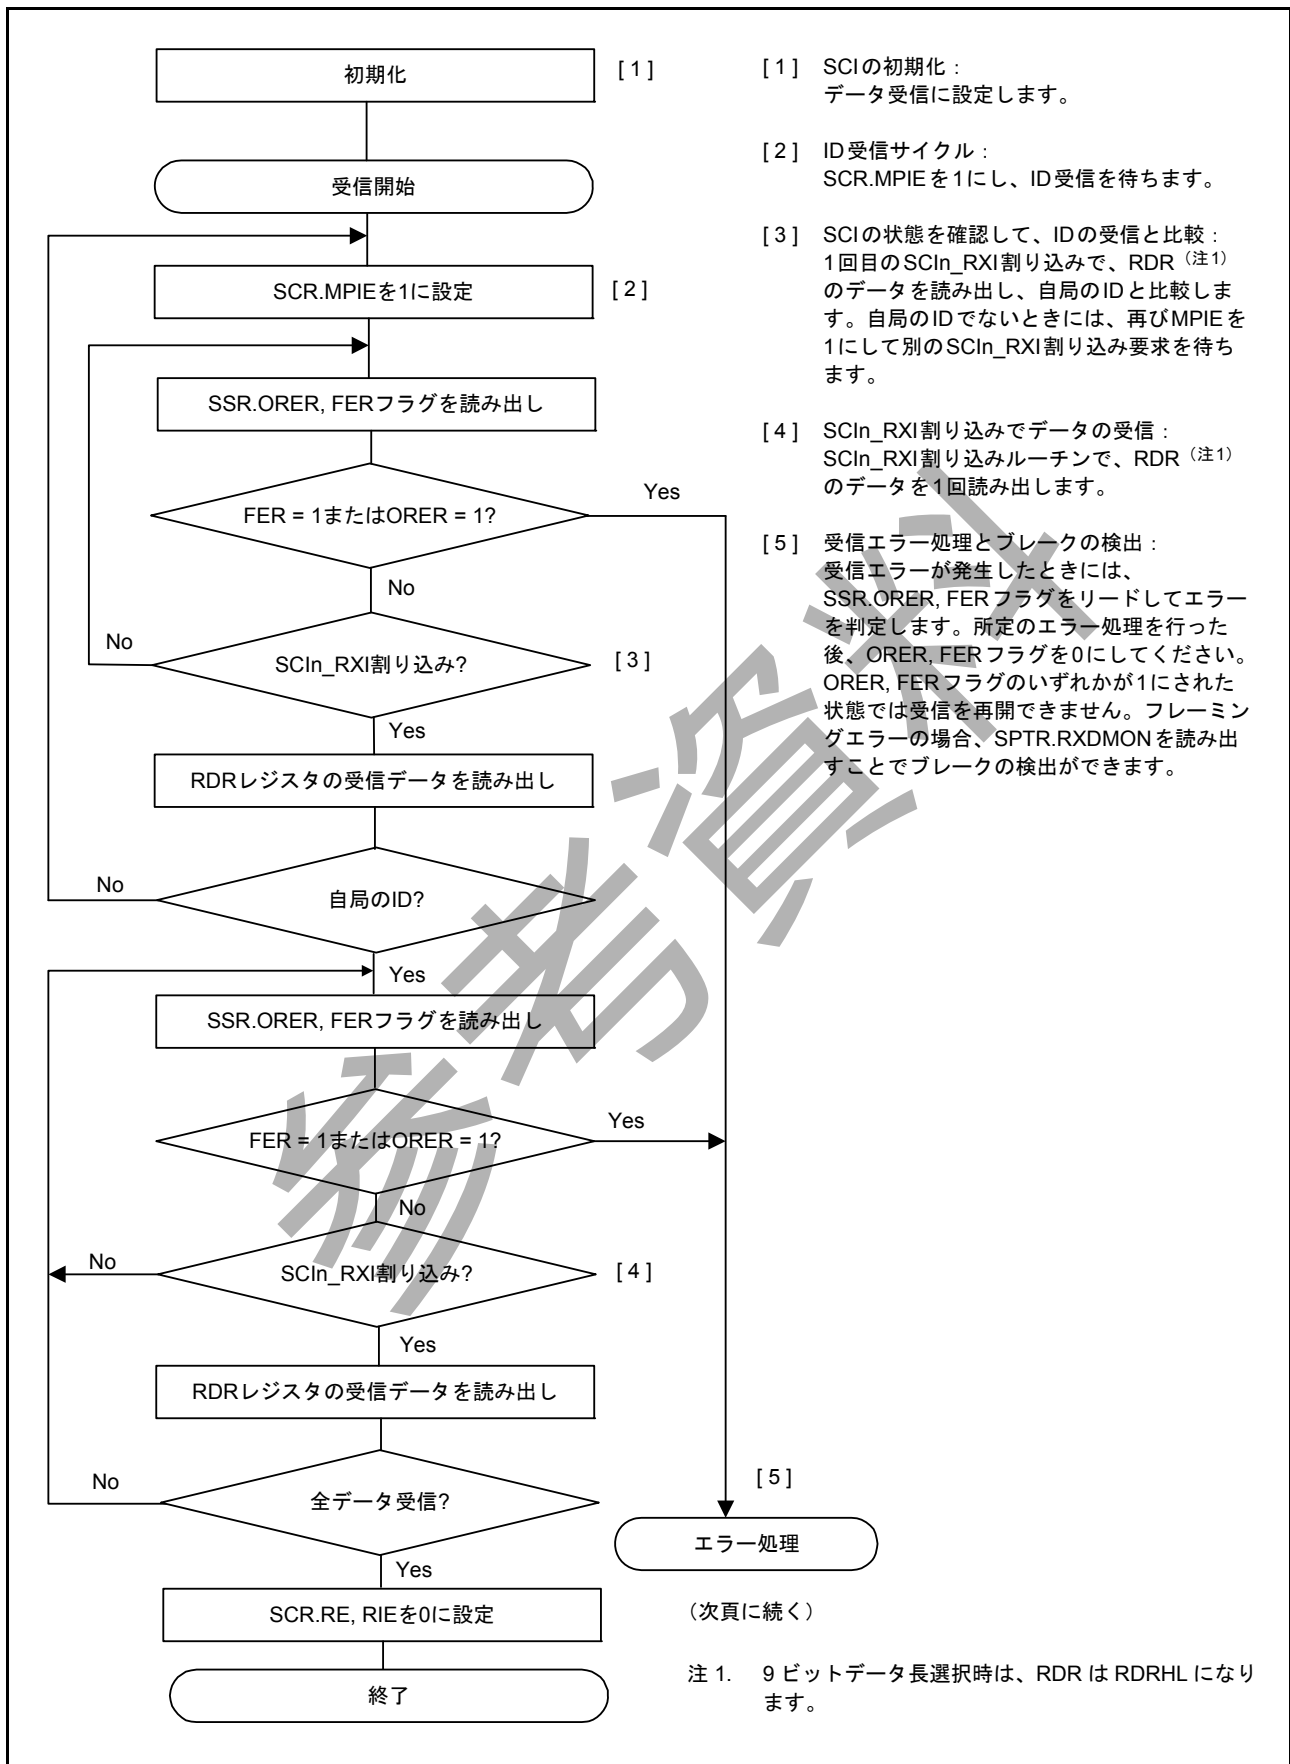 初期化
[ 1 ]
受信開始
SCR.MPIEを1に設定
[ 2 ]
SSR.ORER, FERフラグを読み出し
FER = 1またはORER = 1?
Yes
No
SCIn_RXI割り込み?
[ 3 ]
No
Yes
RDRレジスタの受信データを読み出し
自局のID?
No
Yes
SSR.ORER, FERフラグを読み出し
FER = 1またはORER = 1?
Yes
No
SCIn_RXI割り込み?
[ 4 ]
No
Yes
RDRレジスタの受信データを読み出し
全データ受信?
No
Yes
[ 5 ]
エラー処理
SCR.RE, RIEを0に設定
終了
[ 1 ] SCIの初期化：
データ受信に設定します。
[ 2 ] ID受信サイクル：
SCR.MPIEを1にし、ID受信を待ちます。
[ 3 ] SCIの状態を確認して、IDの受信と比較：
1回目のSCIn_RXI割り込みで、RDR（注1）
のデータを読み出し、自局のIDと比較しま
す。自局のIDでないときには、再びMPIEを
1にして別のSCIn_RXI割り込み要求を待ち
ます。
[ 4 ] SCIn_RXI割り込みでデータの受信：
SCIn_RXI割り込みルーチンで、RDR（注1）
のデータを1回読み出します。
[ 5 ] 受信エラー処理とブレークの検出：
受信エラーが発生したときには、
SSR.ORER, FERフラグをリードしてエラー
を判定します。所定のエラー処理を行った
後、ORER, FERフラグを0にしてください。
ORER, FERフラグのいずれかが1にされた
状態では受信を再開できません。フレーミン
グエラーの場合、SPTR.RXDMONを読み出
すことでブレークの検出ができます。
（次頁に続く）
注 1. 9 ビットデータ長選択時は、RDR は RDRHL になり
ます。
参考資料